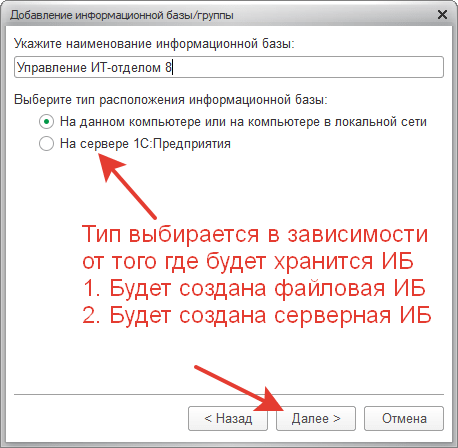 Добавление информационной базы/группы
Укажите наименование информационной базы:
Управление ИТ-отделом 8
Выберите тип расположения информационной базы:
На данном компьютере или на компьютере в локальной сети
На сервере 1С:Предприятия
Тип выбирается в зависимости
от того где будет хранится ИБ
1. Будет создана файловая ИБ
2. Будет создана серверная ИБ
< Назад Далее > Отмена